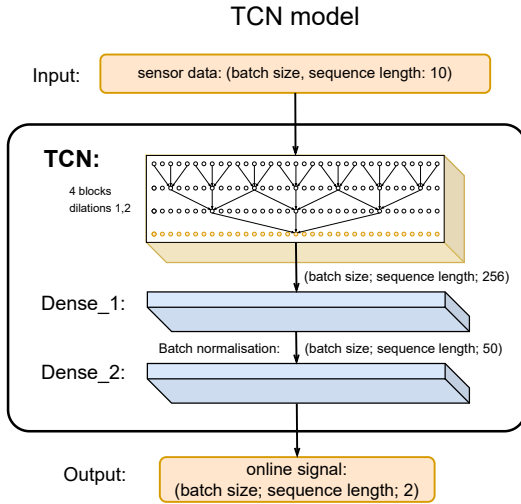 TCN model
Input:
sensor data: (batch size, sequence length: 10)
TCN:
4 blocks
dilations 1,2
(batch size; sequence length; 256)
Dense_1:
Batch normalisation:
(batch size; sequence length; 50)
Dense_2:
Output:
online signal:
(batch size; sequence length; 2)